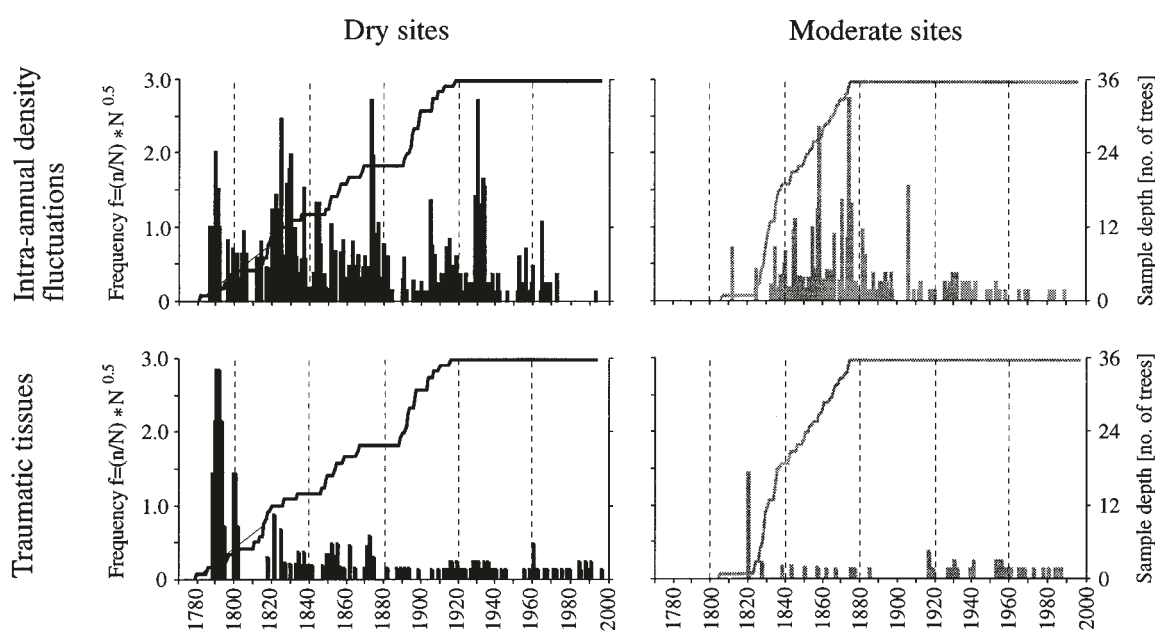 Dry sites
Moderate sites
Intra-annual density
fluctuations
Frequency f=(n/N) * N 0.5
3.0
2.0
1.0
0
36
24
12
0
Sample depth [no. of trees]
Traumatic tissues
Frequency f=(n/N) * N 0.5
3.0
2.0
1.0
0
36
24
12
0
Sample depth [no. of trees]
1780 1800 1820 1840 1860 1880 1900 1920 1940 1960 1980 2000
1780 1800 1820 1840 1860 1880 1900 1920 1940 1960 1980 2000